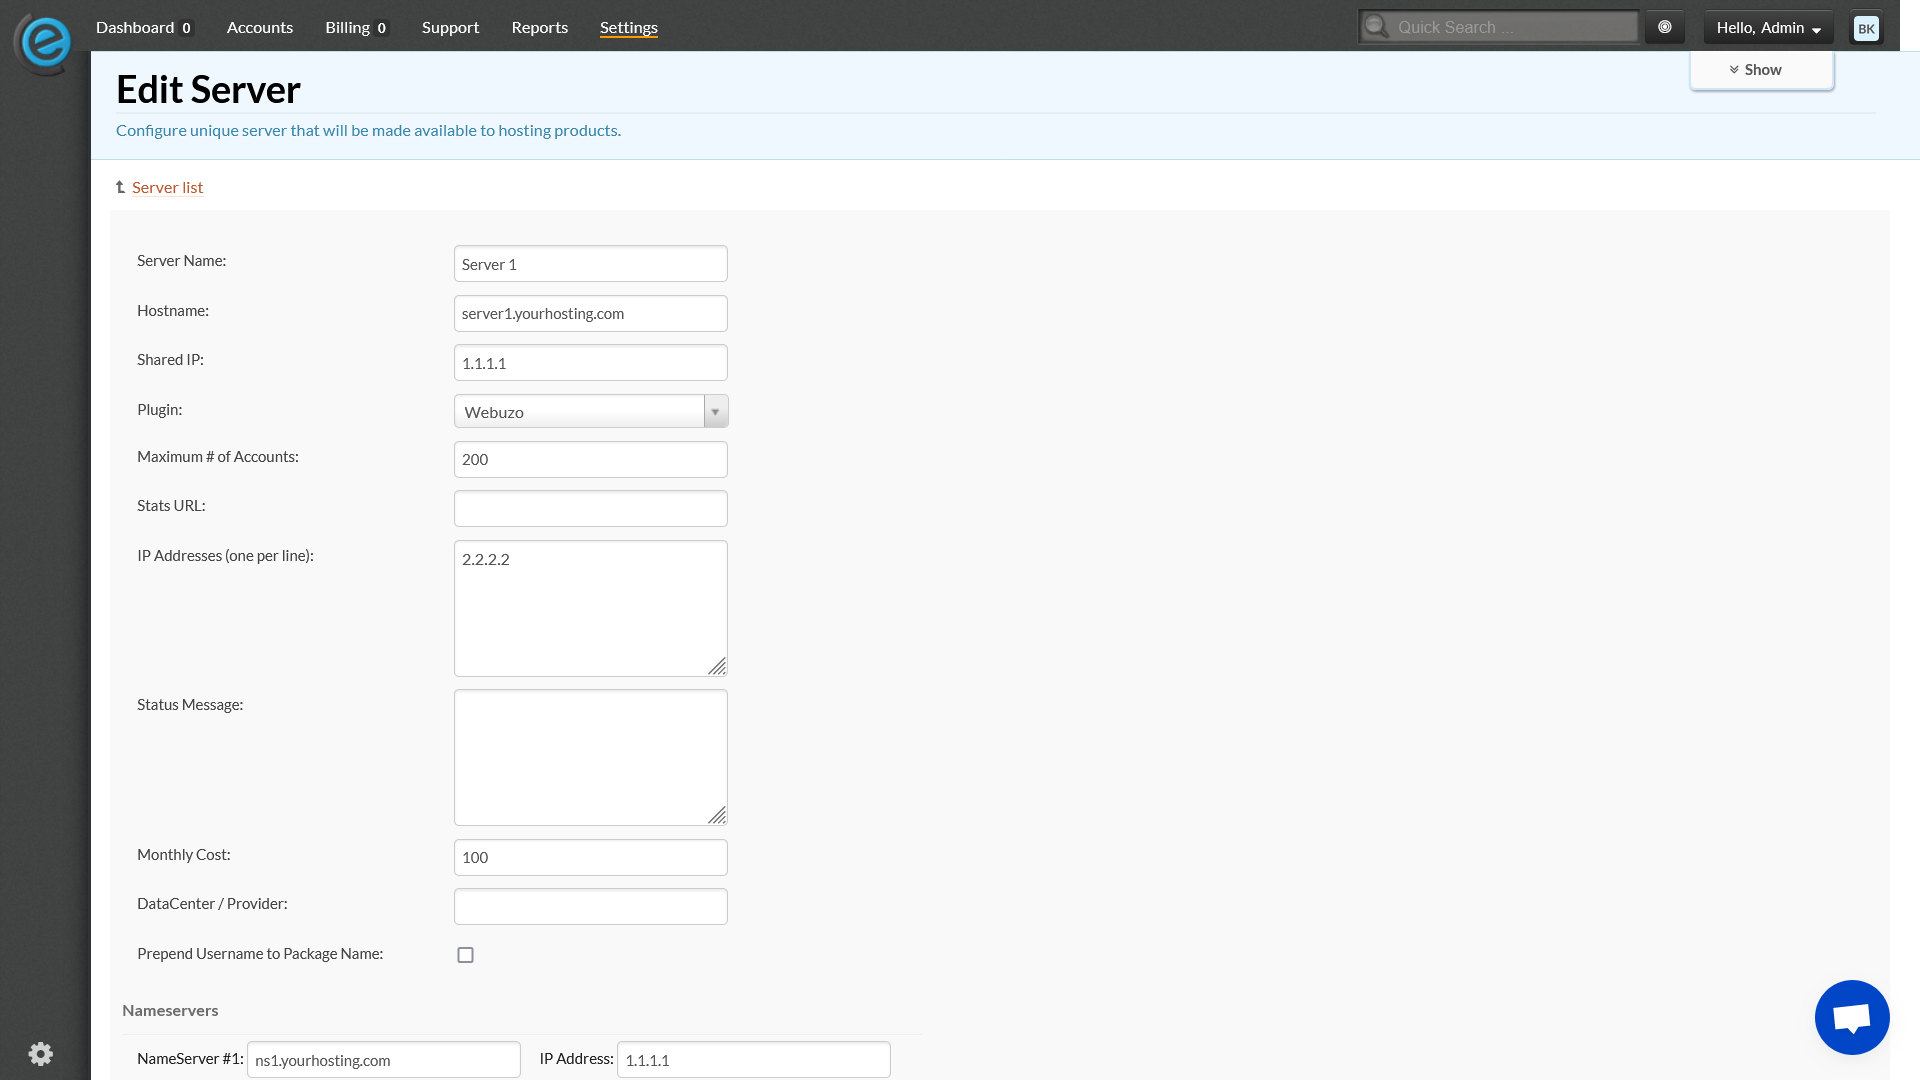 Dashboard 0 Accounts Billing 0 Support Reports Settings Quick Search ... Hello, Admin BK
Show
Edit Server
Configure unique server that will be made available to hosting products.
Server list
Server Name: Server 1
Hostname: server1.yourhosting.com
Shared IP: 1.1.1.1
Plugin: Webuzo
Maximum # of Accounts: 200
Stats URL:
IP Addresses (one per line): 2.2.2.2
Status Message:
Monthly Cost: 100
DataCenter / Provider:
Prepend Username to Package Name:
Nameservers
NameServer #1: ns1.yourhosting.com IP Address: 1.1.1.1